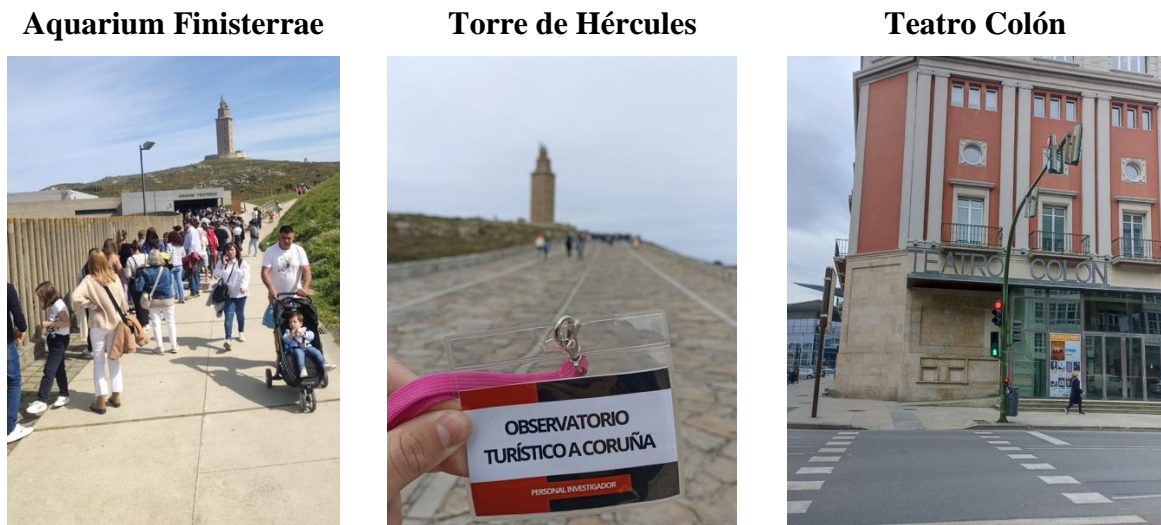 Aquarium Finisterrae
Torre de Hércules
Teatro Colón
OBSERVATORIO
TURÍSTICO A CORUÑA
PERSONAL INVESTIGADOR
TEATRO COLÓN